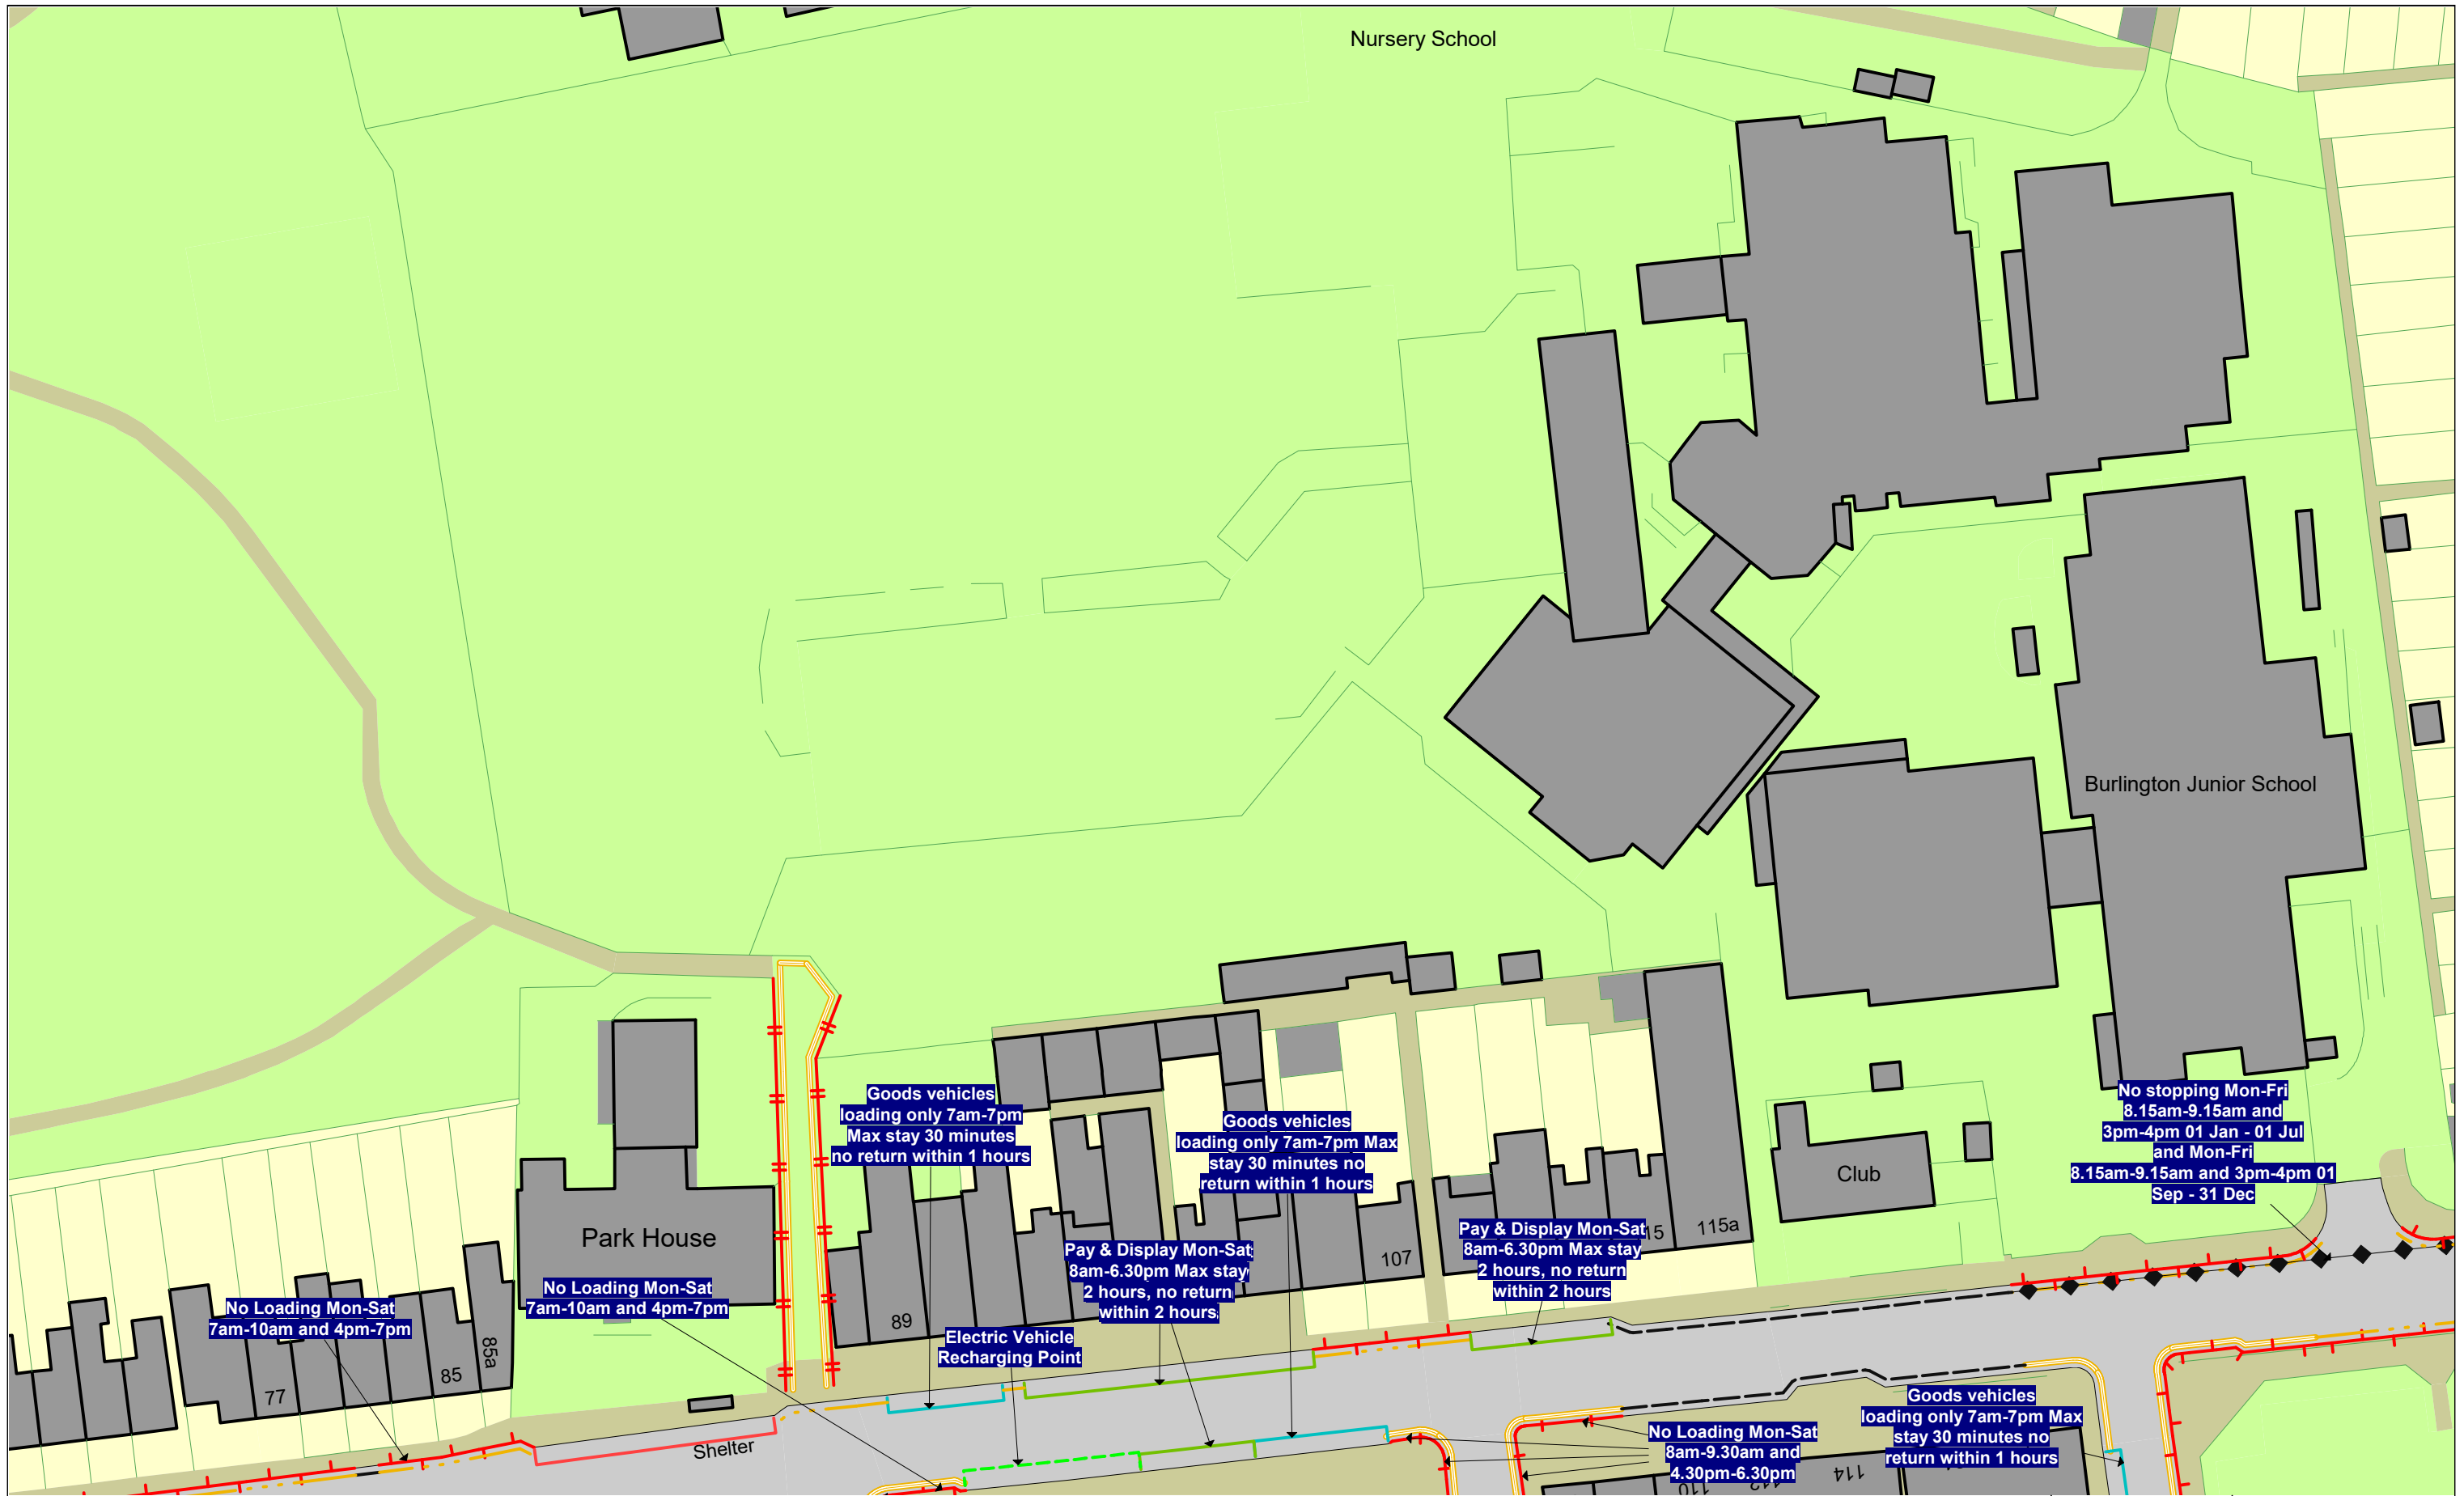 Nursery School
Burlington Junior School
Goods vehicles
loading only 7am-7pm
Max stay 30 minutes
no return within 1 hours
Goods vehicles
loading only 7am-7pm Max
stay 30 minutes no
return within 1 hours
No stopping Mon-Fri
8.15am-9.15am and
3pm-4pm 01 Jan - 01 Jul
and Mon-Fri
8.15am-9.15am and 3pm-4pm 01
Sep - 31 Dec
Club
Park House
Pay & Display Mon-Sat
8am-6.30pm Max stay
2 hours, no return
within 2 hours
Pay & Display Mon-Sat
8am-6.30pm Max stay
2 hours, no return
within 2 hours
15
115a
107
No Loading Mon-Sat
7am-10am and 4pm-7pm
No Loading Mon-Sat
7am-10am and 4pm-7pm
89
Electric Vehicle
Recharging Point
77
85
85a
Shelter
No Loading Mon-Sat
8am-9.30am and
4.30pm-6.30pm
Goods vehicles
loading only 7am-7pm Max
stay 30 minutes no
return within 1 hours
110
112
114